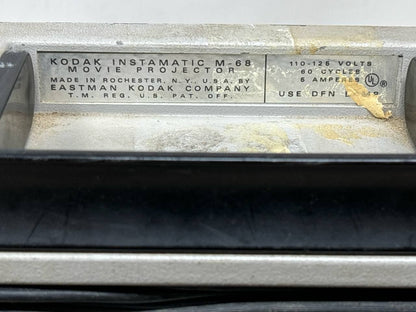 KODAK INSTAMATIC M-68
MOVIE PROJECTOR
MADE IN ROCHESTER, N.Y., U.S.A. BY
EASTMAN KODAK COMPANY
T.M. REG. U.S. PAT. OFF.
110-125 VOLTS
60 CYCLES
5 AMPERES
UL
USE DFN